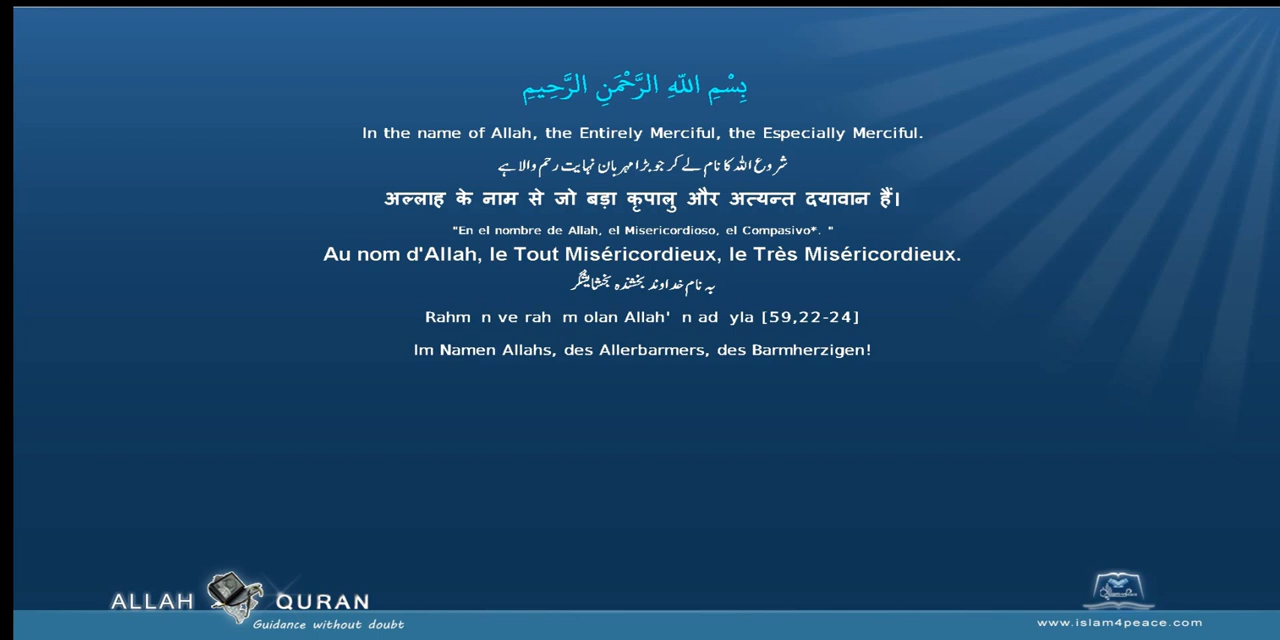 بِسْمِ اللَّهِ الرَّحْمَنِ الرَّحِيمِ
In the name of Allah, the Entirely Merciful, the Especially Merciful.
شروع اللہ کا نام لے کر جو بڑا مہربان نہایت رحم والا ہے
अल्लाह के नाम से जो बड़ा कृपालु और अत्यन्त दयावान हैं।
"En el nombre de Allah, el Misericordioso, el Compasivo*. "
Au nom d'Allah, le Tout Miséricordieux, le Très Miséricordieux.
به نام خداوند بخشنده بخشایشگر
Rahm n ve rah m olan Allah' n ad yla [59,22-24]
Im Namen Allahs, des Allerbarmers, des Barmherzigen!
ALLAH QURAN
Guidance without doubt
www.islam4peace.com